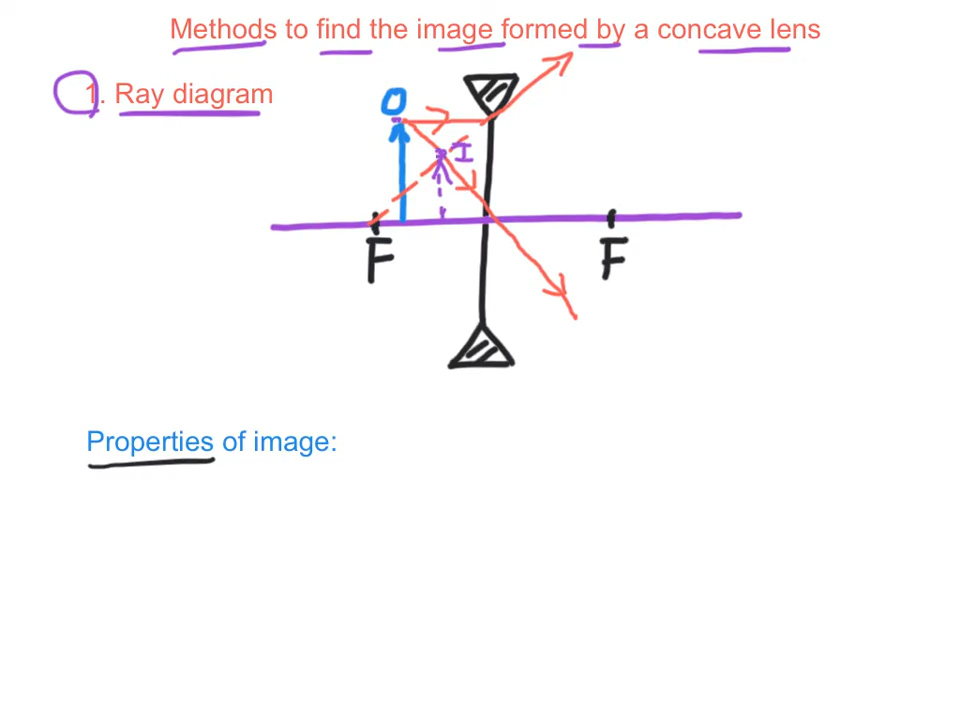 Methods to find the image formed by a concave lens
1. Ray diagram
O
I
F
F
Properties of image: